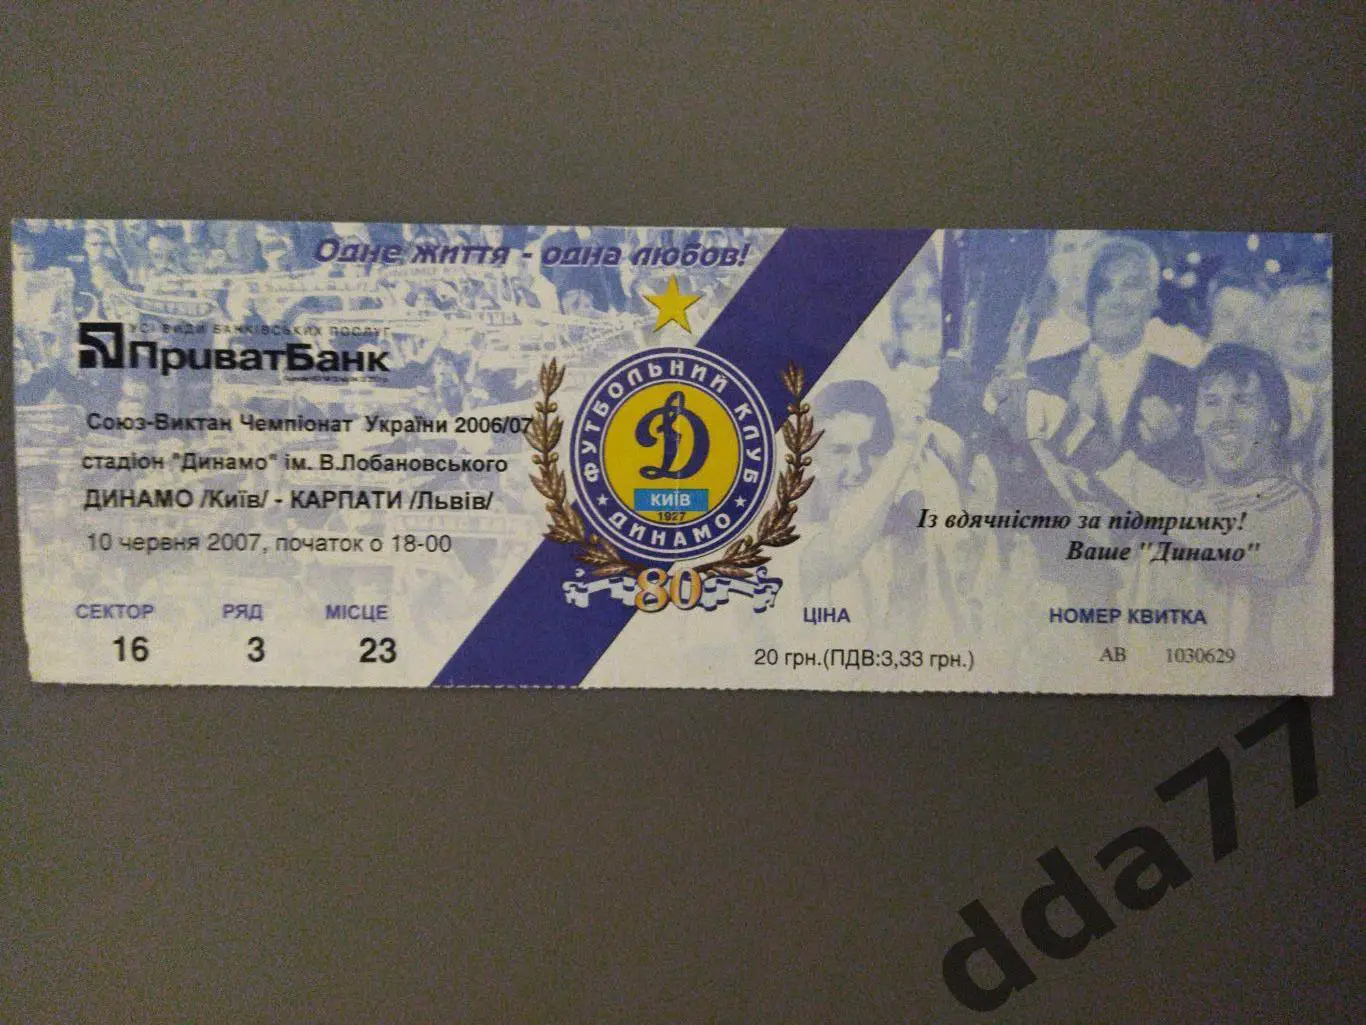 Одне життя - одна любов!
УСІ ВИДИ БАНКІВСЬКИХ ПОСЛУГ
ПриватБанк
Союз-Виктан Чемпіонат України 2006/07
стадіон "Динамо" ім. В.Лобановського
ДИНАМО /Київ/ - КАРПАТИ /Львів/
10 червня 2007, початок о 18-00
СЕКТОР РЯД МІСЦЕ
16 3 23
ФУТБОЛЬНИЙ КЛУБ
Д
КИЇВ
1927
ДИНАМО
80
Із вдячністю за підтримку!
Ваше "Динамо"
ЦІНА НОМЕР КВИТКА
20 грн.(ПДВ:3,33 грн.) АВ 1030629
dda77